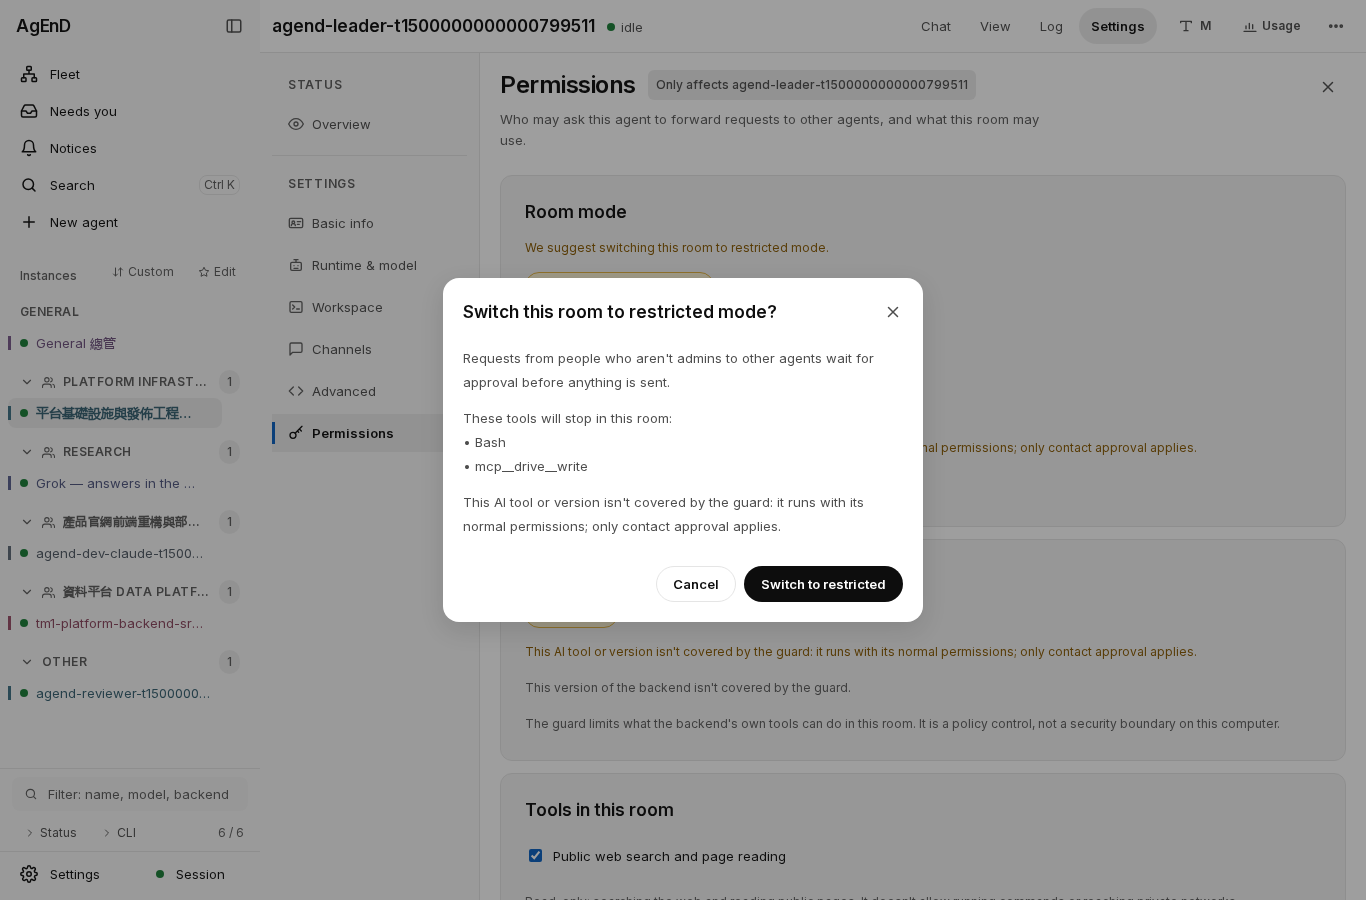 AgEnD
agend-leader-t1500000000000799511
idle
Chat
View
Log
Settings
M
Usage
Fleet
Needs you
Notices
Search
Ctrl K
New agent
Instances
Custom
Edit
GENERAL
General 總管
PLATFORM INFRAST…
1
平台基礎設施與發佈工程…
RESEARCH
1
Grok — answers in the …
產品官網前端重構與部…
1
agend-dev-claude-t1500…
資料平台 DATA PLATF…
1
tm1-platform-backend-sr…
OTHER
1
agend-reviewer-t1500000…
Filter: name, model, backend
Status
CLI
6 / 6
Settings
Session
STATUS
Overview
SETTINGS
Basic info
Runtime & model
Workspace
Channels
Advanced
Permissions
Permissions
Only affects agend-leader-t1500000000000799511
Who may ask this agent to forward requests to other agents, and what this room may
use.
Room mode
We suggest switching this room to restricted mode.
nal permissions; only contact approval applies.
Switch this room to restricted mode?
Requests from people who aren't admins to other agents wait for
approval before anything is sent.
These tools will stop in this room:
• Bash
• mcp__drive__write
This AI tool or version isn't covered by the guard: it runs with its
normal permissions; only contact approval applies.
Cancel
Switch to restricted
This AI tool or version isn't covered by the guard: it runs with its normal permissions; only contact approval applies.
This version of the backend isn't covered by the guard.
The guard limits what the backend's own tools can do in this room. It is a policy control, not a security boundary on this computer.
Tools in this room
Public web search and page reading